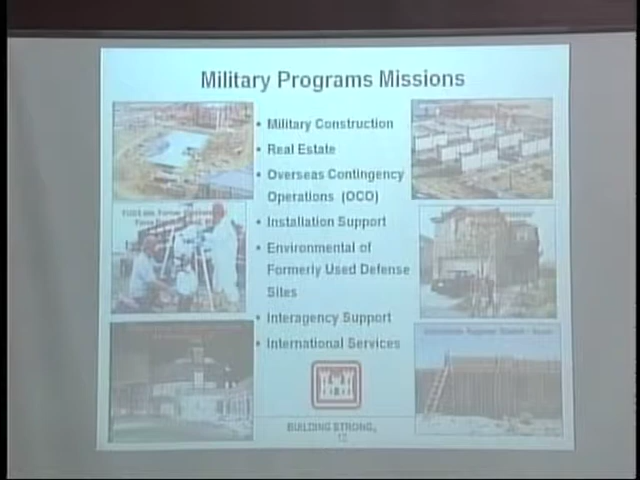 Military Programs Missions
• Military Construction
• Real Estate
• Overseas Contingency
Operations (OCO)
• Installation Support
• Environmental of
Formerly Used Defense
Sites
• Interagency Support
• International Services
BUILDING STRONG®
12